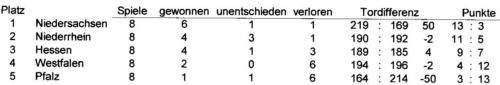 Platz Spiele gewonnen unentschieden verloren Tordifferenz Punkte
1 Niedersachsen 8 6 1 1 219 : 169 50 13 : 3
2 Niederrhein 8 4 3 1 190 : 192 -2 11 : 5
3 Hessen 8 4 1 3 189 : 185 4 9 : 7
4 Westfalen 8 2 0 6 194 : 196 -2 4 : 12
5 Pfalz 8 1 1 6 164 : 214 -50 3 : 13